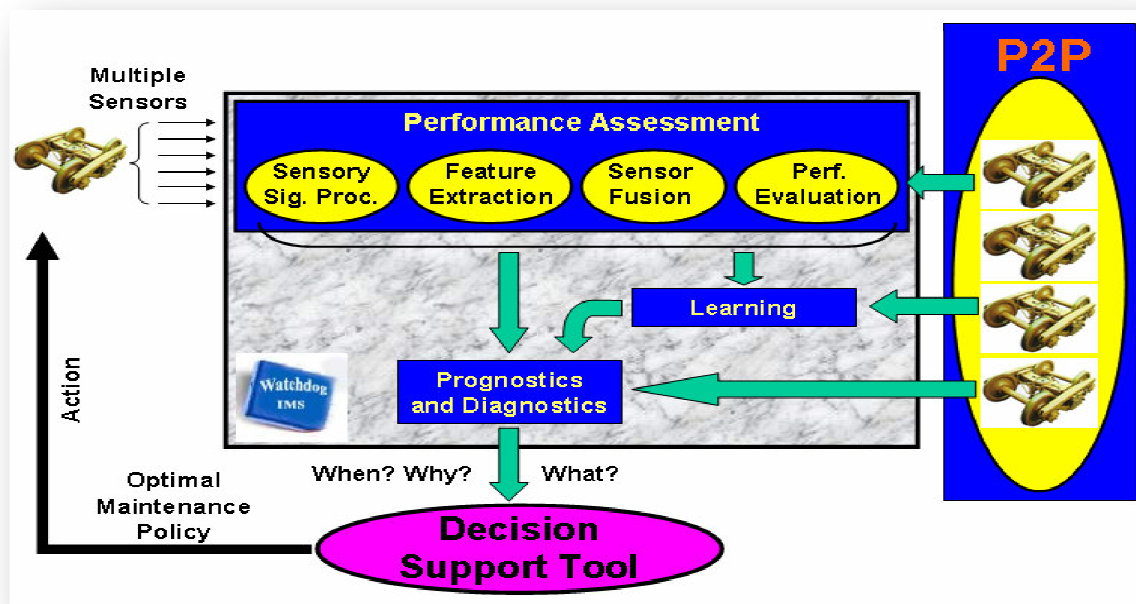 P2P
Multiple
Sensors
Performance Assessment
Sensory
Sig. Proc.
Feature
Extraction
Sensor
Fusion
Perf.
Evaluation
Learning
Watchdog
IMS
Prognostics
and Diagnostics
Action
When? Why? What?
Optimal
Maintenance
Policy
Decision
Support Tool